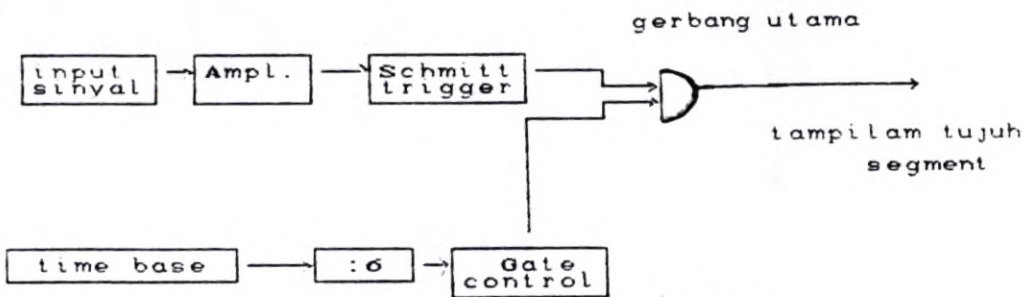 gerbang utama
input
sinyal
Ampl.
Schmitt
trigger
tampilam tujuh
segment
time base
:6
Gate
control